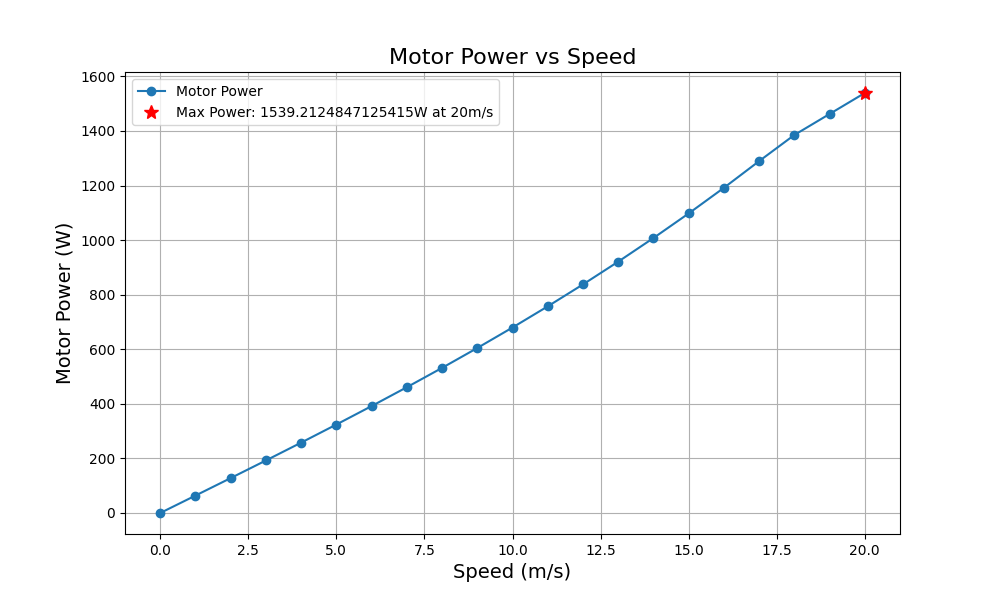 Motor Power vs Speed
Motor Power
Max Power: 1539.2124847125415W at 20m/s
Motor Power (W)
1600
1400
1200
1000
800
600
400
200
0
0.0 2.5 5.0 7.5 10.0 12.5 15.0 17.5 20.0
Speed (m/s)